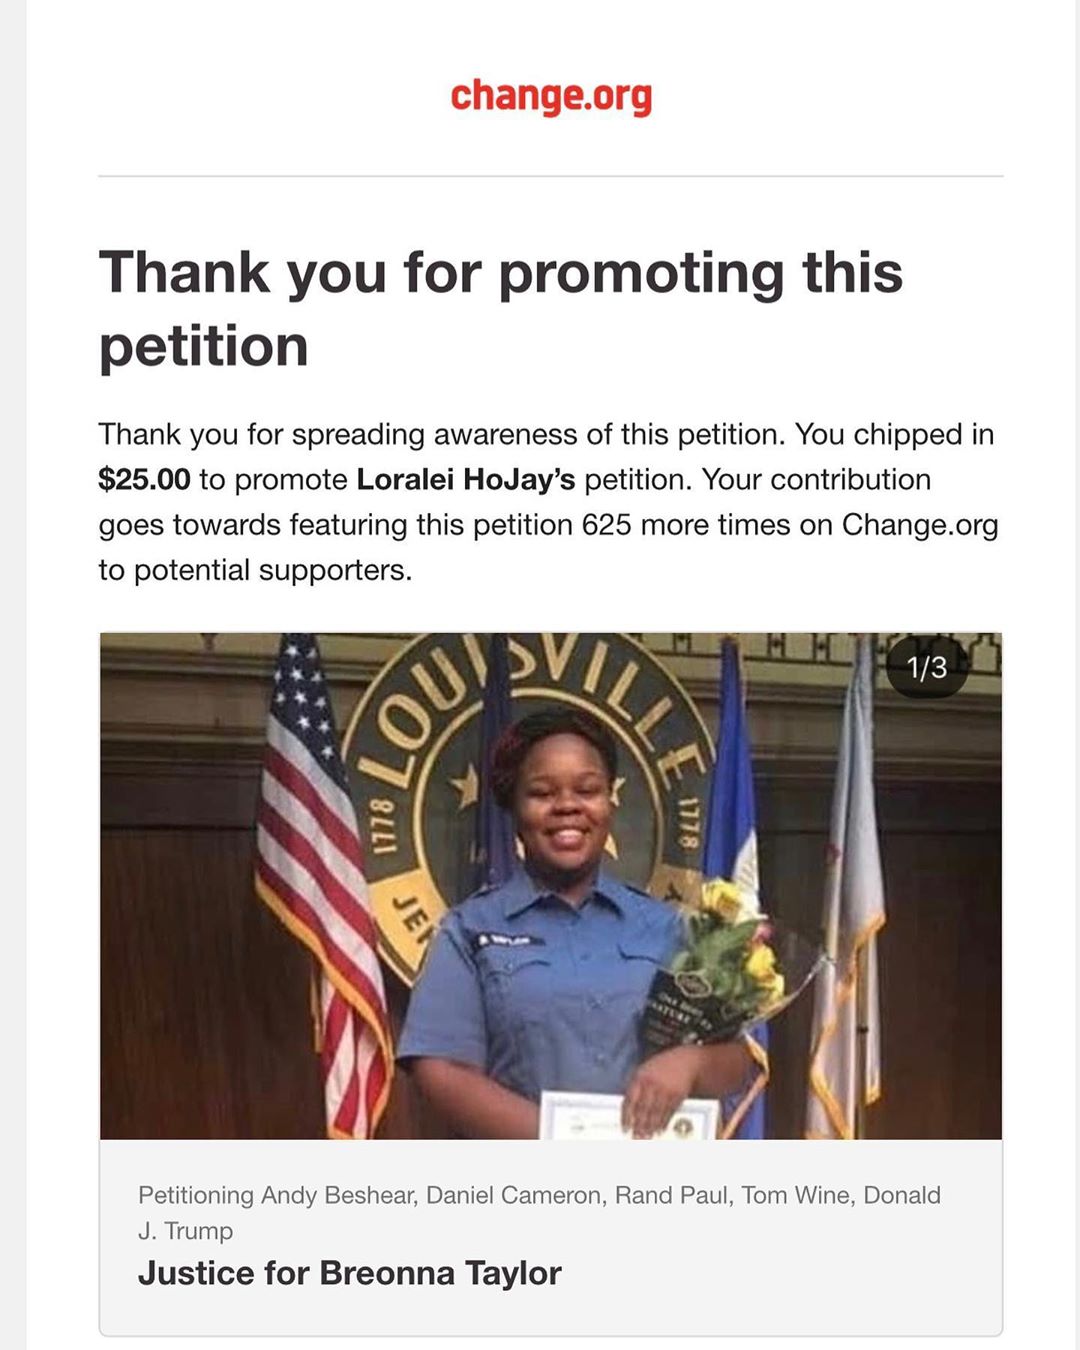 change.org
Thank you for promoting this
petition
Thank you for spreading awareness of this petition. You chipped in
$25.00 to promote Loralei HoJay’s petition. Your contribution
goes towards featuring this petition 625 more times on Change.org
to potential supporters.
1/3
LOUISVILLE
1778
1778
JEF
Petitioning Andy Beshear, Daniel Cameron, Rand Paul, Tom Wine, Donald
J. Trump
Justice for Breonna Taylor